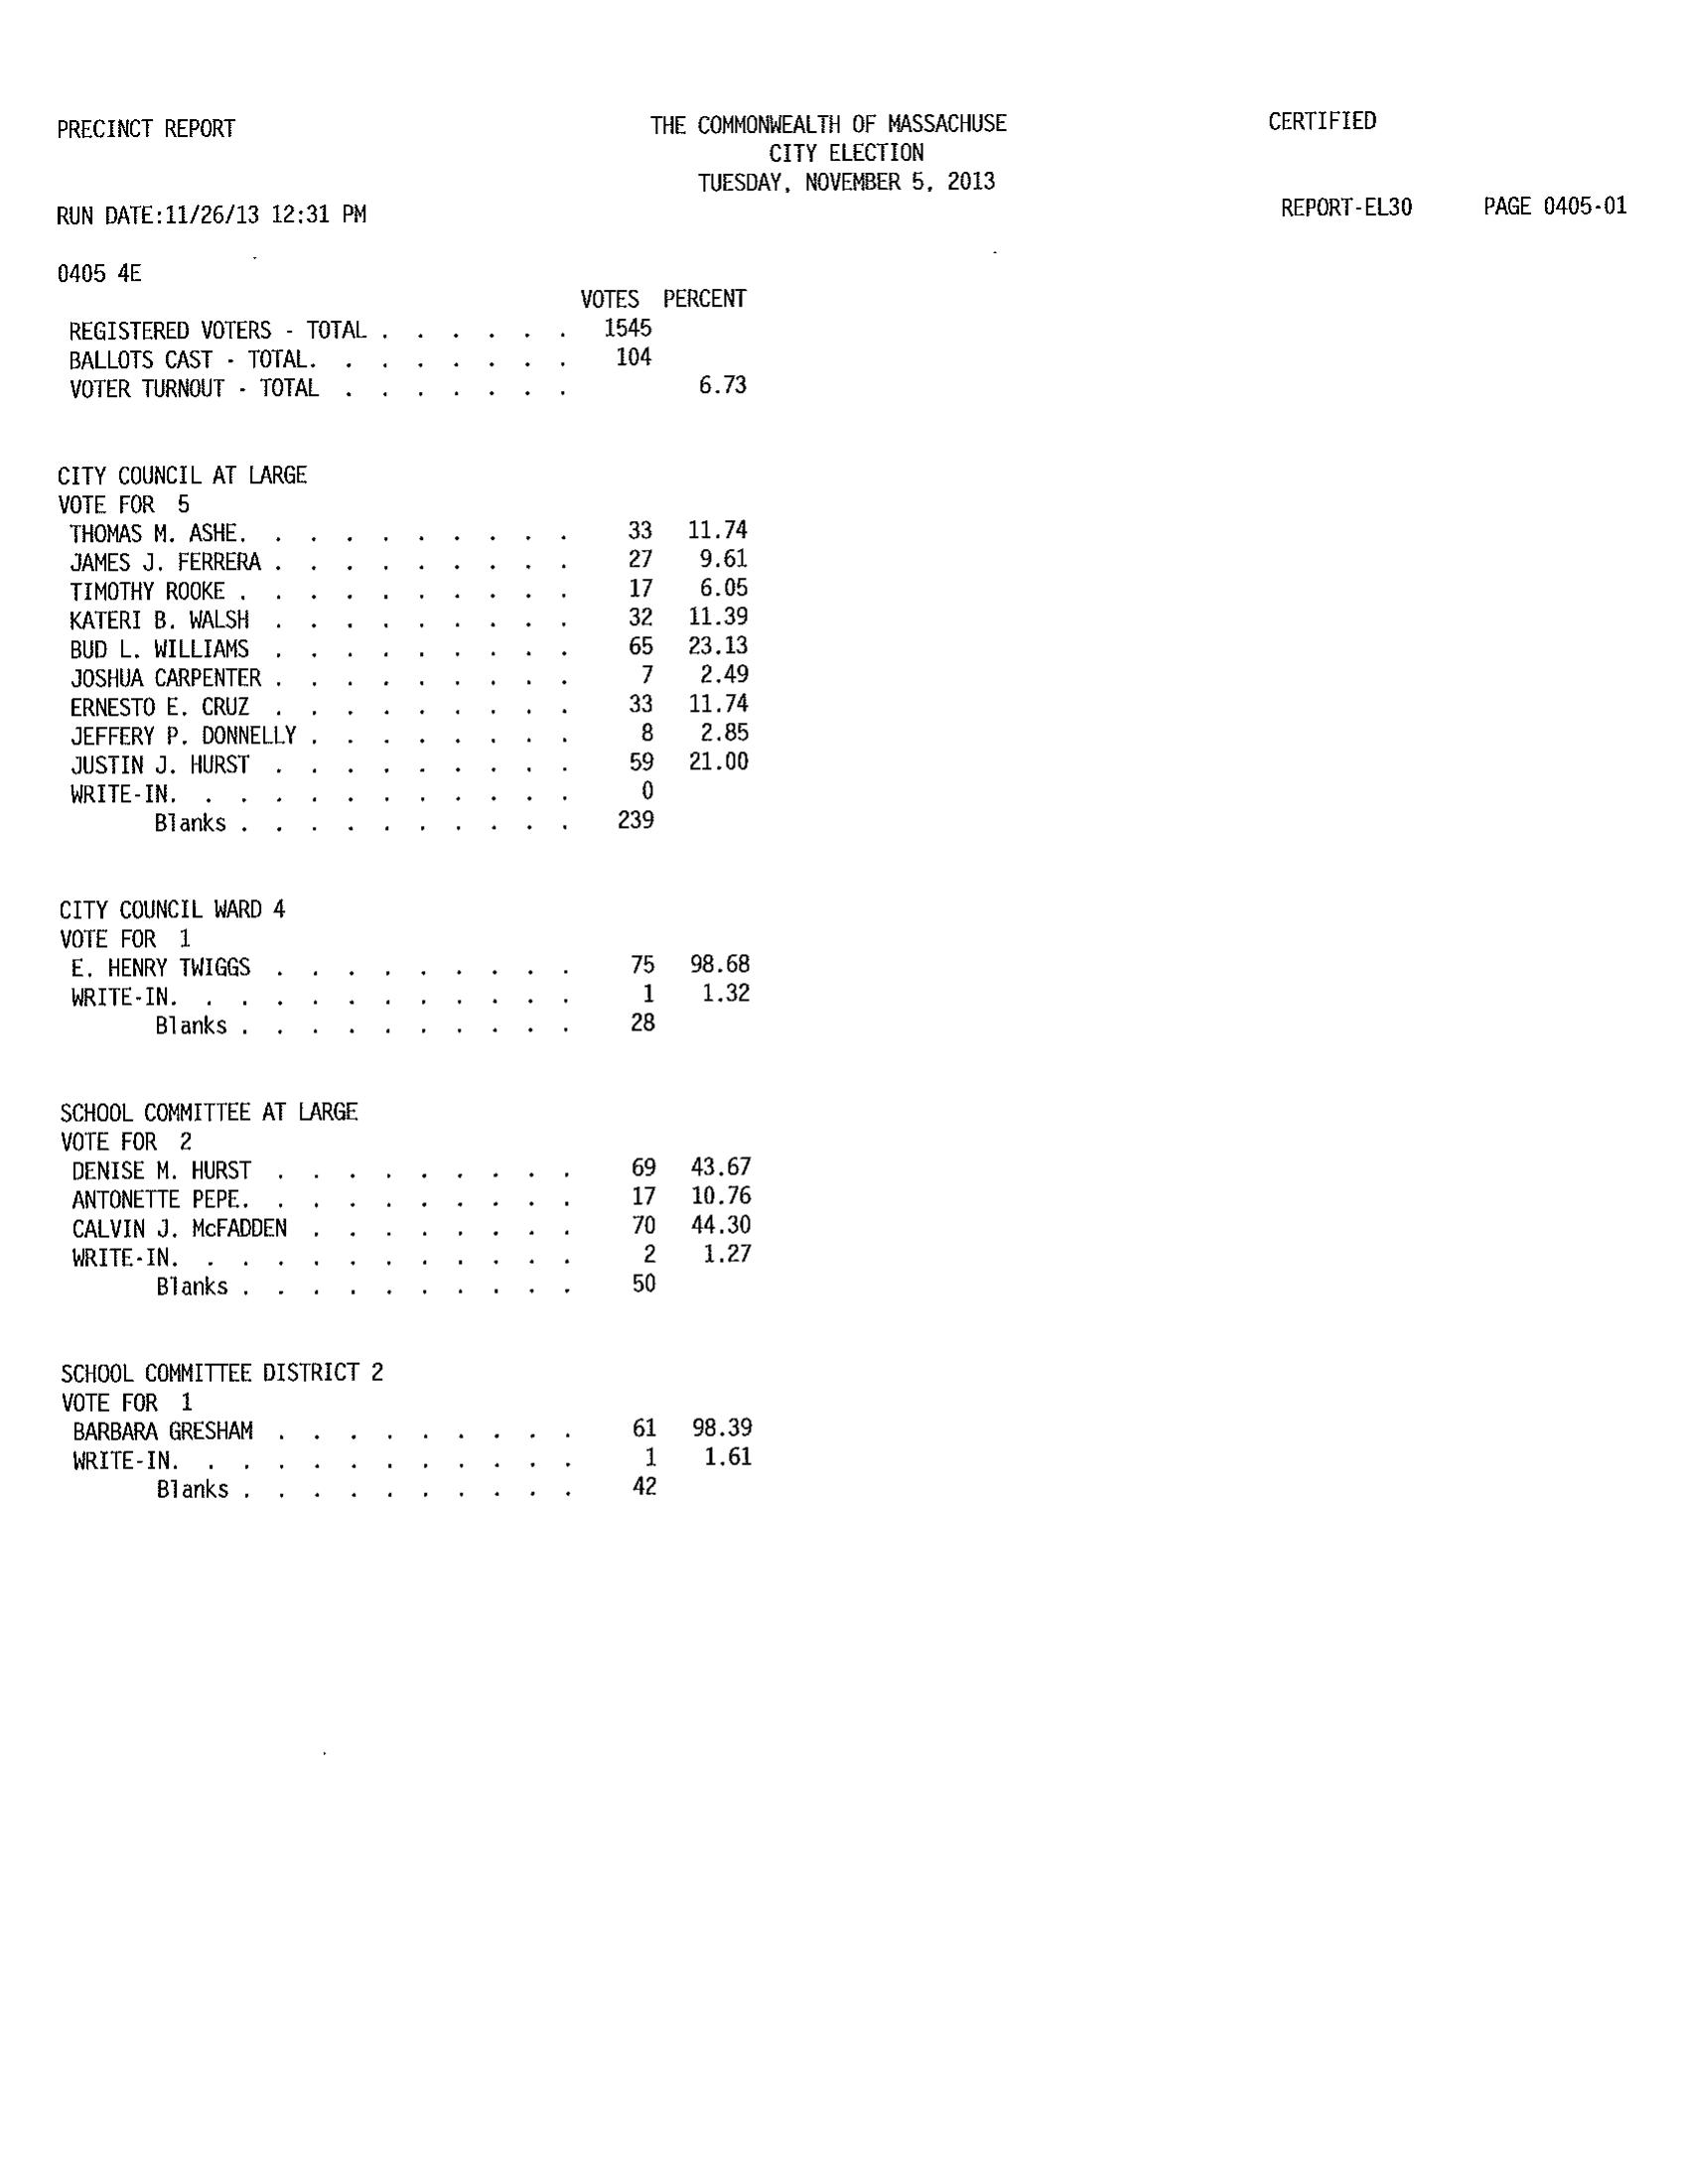 PRECINCT REPORT THE COMMONWEALTH OF MASSACHUSE CERTIFIED
CITY ELECTION
TUESDAY, NOVEMBER 5, 2013
RUN DATE:11/26/13 12:31 PM REPORT-EL30 PAGE 0405-01
0405 4E
VOTES PERCENT
REGISTERED VOTERS - TOTAL . . . . . . 1545
BALLOTS CAST - TOTAL. . . . . . . . 104
VOTER TURNOUT - TOTAL . . . . . . . 6.73
CITY COUNCIL AT LARGE
VOTE FOR 5
THOMAS M. ASHE. . . . . . . . . . 33 11.74
JAMES J. FERRERA . . . . . . . . . 27 9.61
TIMOTHY ROOKE . . . . . . . . . . 17 6.05
KATERI B. WALSH . . . . . . . . . 32 11.39
BUD L. WILLIAMS . . . . . . . . . 65 23.13
JOSHUA CARPENTER . . . . . . . . . 7 2.49
ERNESTO E. CRUZ . . . . . . . . . 33 11.74
JEFFERY P. DONNELLY . . . . . . . . 8 2.85
JUSTIN J. HURST . . . . . . . . . 59 21.00
WRITE-IN. . . . . . . . . . . . 0
Blanks . . . . . . . . . . 239
CITY COUNCIL WARD 4
VOTE FOR 1
E. HENRY TWIGGS . . . . . . . . . 75 98.68
WRITE-IN. . . . . . . . . . . . 1 1.32
Blanks . . . . . . . . . . 28
SCHOOL COMMITTEE AT LARGE
VOTE FOR 2
DENISE M. HURST . . . . . . . . . 69 43.67
ANTONETTE PEPE. . . . . . . . . . 17 10.76
CALVIN J. McFADDEN . . . . . . . . 70 44.30
WRITE-IN. . . . . . . . . . . . 2 1.27
Blanks . . . . . . . . . . 50
SCHOOL COMMITTEE DISTRICT 2
VOTE FOR 1
BARBARA GRESHAM . . . . . . . . . 61 98.39
WRITE-IN. . . . . . . . . . . . 1 1.61
Blanks . . . . . . . . . . 42